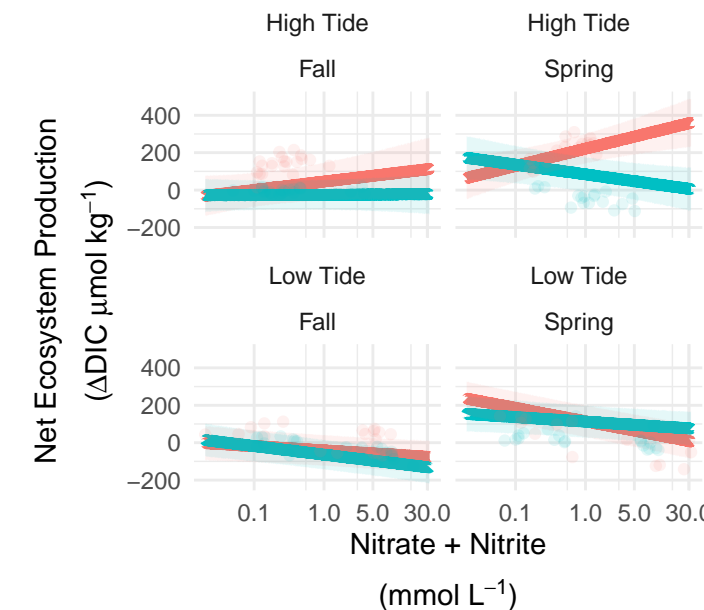 High Tide
High Tide
Fall
Spring
400
200
0
−200
Low Tide
Low Tide
Fall
Spring
400
200
0
−200
0.1 1.0 5.0 30.0
0.1 1.0 5.0 30.0
Nitrate + Nitrite
(mmol L⁻¹)
Net Ecosystem Production
(ΔDIC μmol kg⁻¹)